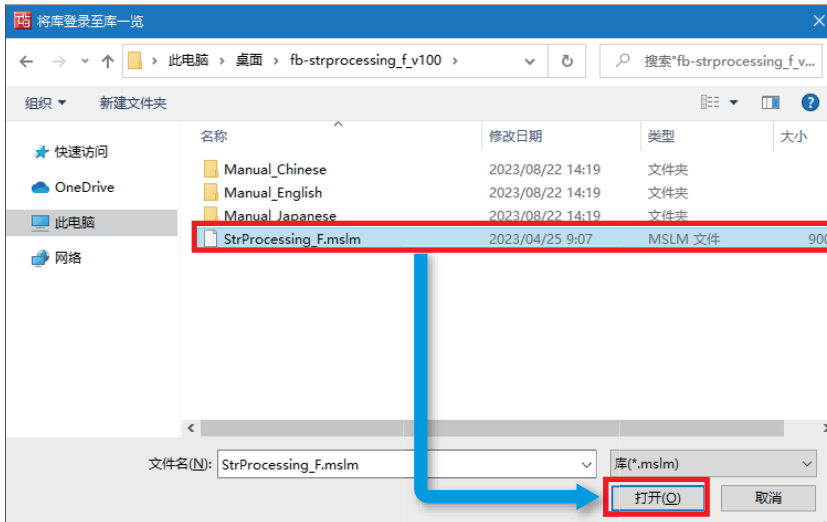 将库登录至库一览
此电脑 › 桌面 › fb-strprocessing_f_v100 ›
搜索"fb-strprocessing_f_v...
组织 新建文件夹
名称 修改日期 类型 大小
快速访问
OneDrive
此电脑
网络
Manual_Chinese 2023/08/22 14:19 文件夹
Manual_English 2023/08/22 14:19 文件夹
Manual_Japanese 2023/08/22 14:19 文件夹
StrProcessing_F.mslm 2023/04/25 9:07 MSLM 文件 900
文件名(N): StrProcessing_F.mslm 库(*.mslm)
打开(O) 取消